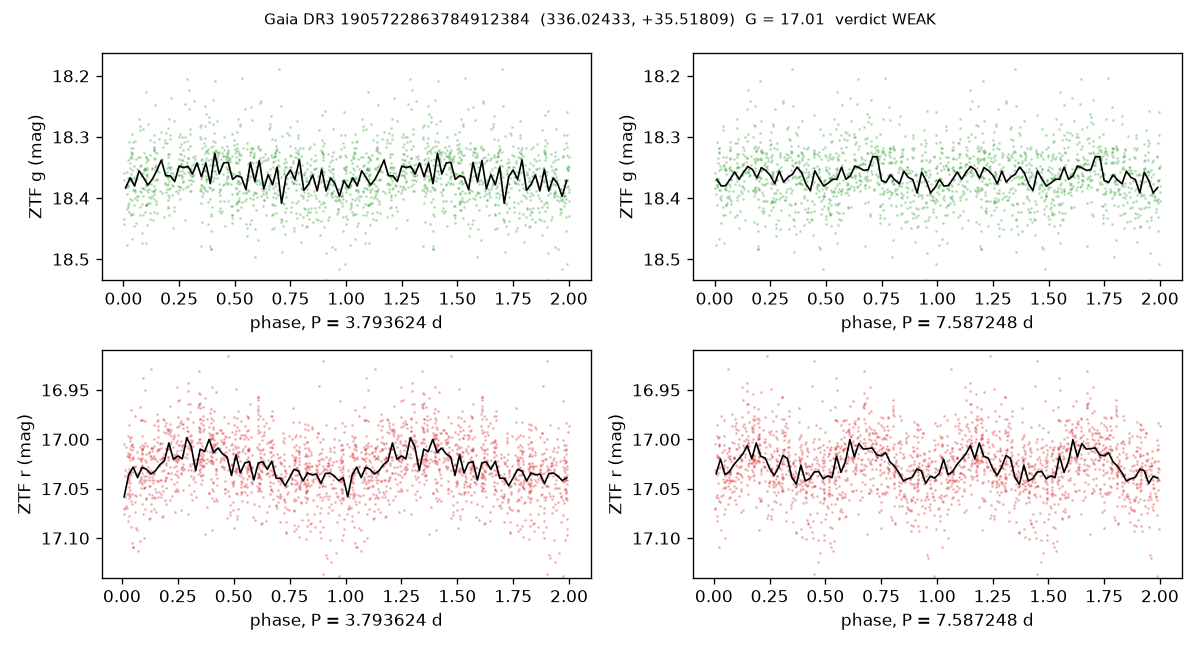 Gaia DR3 1905722863784912384 (336.02433, +35.51809) G = 17.01 verdict WEAK
ZTF g (mag)
18.2
18.3
18.4
18.5
0.00 0.25 0.50 0.75 1.00 1.25 1.50 1.75 2.00
phase, P = 3.793624 d
ZTF g (mag)
18.2
18.3
18.4
18.5
0.00 0.25 0.50 0.75 1.00 1.25 1.50 1.75 2.00
phase, P = 7.587248 d
ZTF r (mag)
16.95
17.00
17.05
17.10
0.00 0.25 0.50 0.75 1.00 1.25 1.50 1.75 2.00
phase, P = 3.793624 d
ZTF r (mag)
16.95
17.00
17.05
17.10
0.00 0.25 0.50 0.75 1.00 1.25 1.50 1.75 2.00
phase, P = 7.587248 d